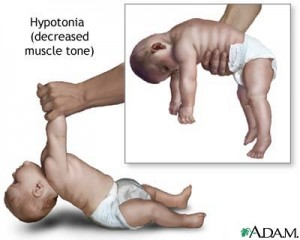 Hypotonia
(decreased
muscle tone)
A.D.A.M.